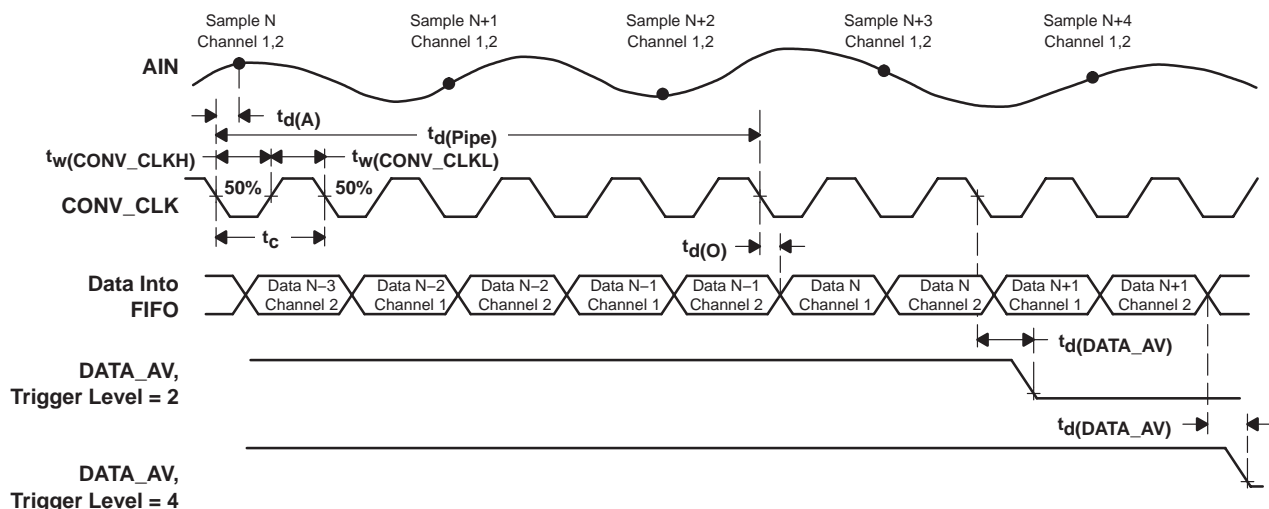 Sample N
Channel 1,2
Sample N+1
Channel 1,2
Sample N+2
Channel 1,2
Sample N+3
Channel 1,2
Sample N+4
Channel 1,2
AIN
td(A)
td(Pipe)
tw(CONV_CLKH)
tw(CONV_CLKL)
50%
50%
CONV_CLK
tc
td(O)
Data Into
FIFO
Data N–3
Channel 2
Data N–2
Channel 1
Data N–2
Channel 2
Data N–1
Channel 1
Data N–1
Channel 2
Data N
Channel 1
Data N
Channel 2
Data N+1
Channel 1
Data N+1
Channel 2
td(DATA_AV)
DATA_AV,
Trigger Level = 2
td(DATA_AV)
DATA_AV,
Trigger Level = 4